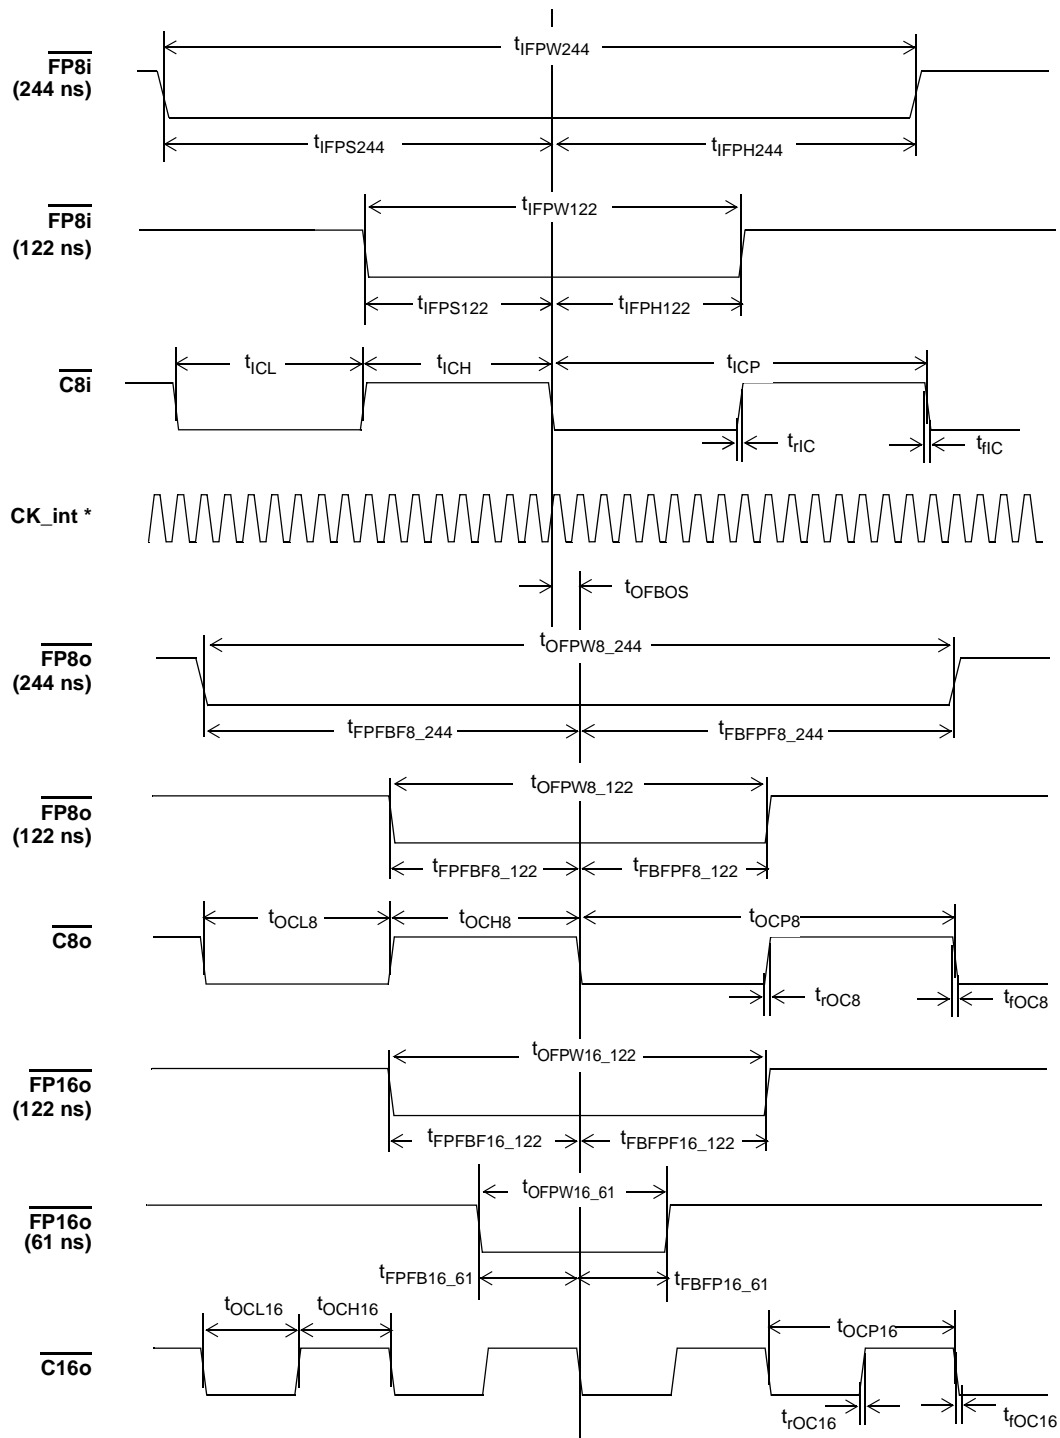 tIFPW244
FP8i
(244 ns)
tIFPS244
tIFPH244
FP8i
(122 ns)
tIFPW122
tIFPS122
tIFPH122
C8i
tICL
tICH
tICP
trIC
tfIC
CK_int *
tOFBOS
FP8o
(244 ns)
tOFPW8_244
tFPFBF8_244
tFBFPF8_244
FP8o
(122 ns)
tOFPW8_122
tFPFBF8_122
tFBFPF8_122
C8o
tOCL8
tOCH8
tOCP8
trOC8
tfOC8
FP16o
(122 ns)
tOFPW16_122
tFPFBF16_122
tFBFPF16_122
FP16o
(61 ns)
tOFPW16_61
tFPFB16_61
tFBFP16_61
C16o
tOCL16
tOCH16
tOCP16
trOC16
tfOC16